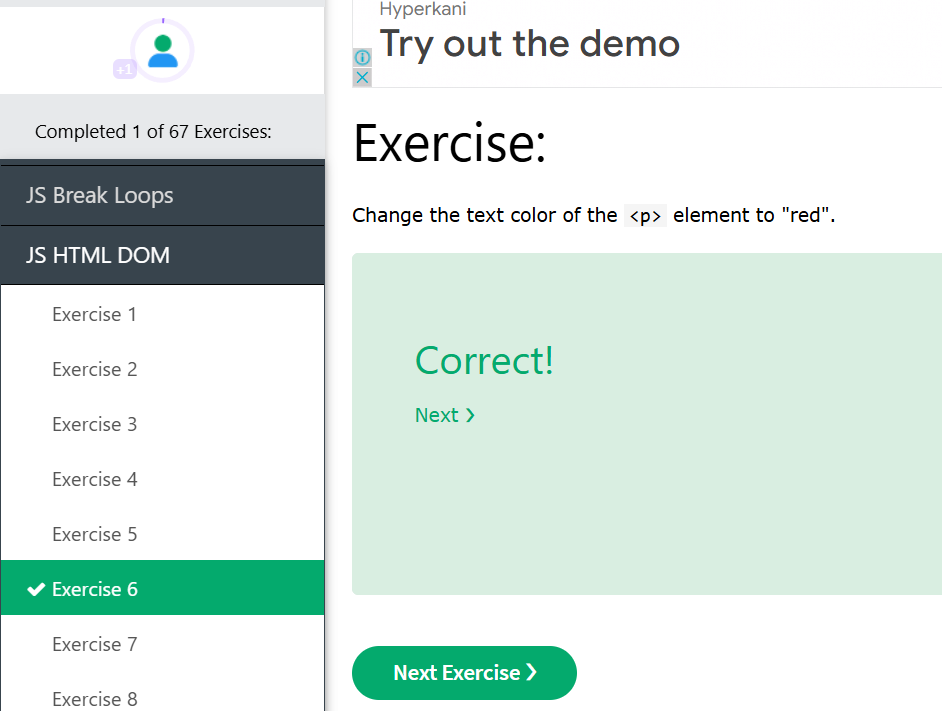 Hyperkani
Try out the demo
+1
Completed 1 of 67 Exercises:
JS Break Loops
JS HTML DOM
Exercise 1
Exercise 2
Exercise 3
Exercise 4
Exercise 5
Exercise 6
Exercise 7
Exercise 8
Exercise:
Change the text color of the <p> element to "red".
Correct!
Next ❯
Next Exercise ❯